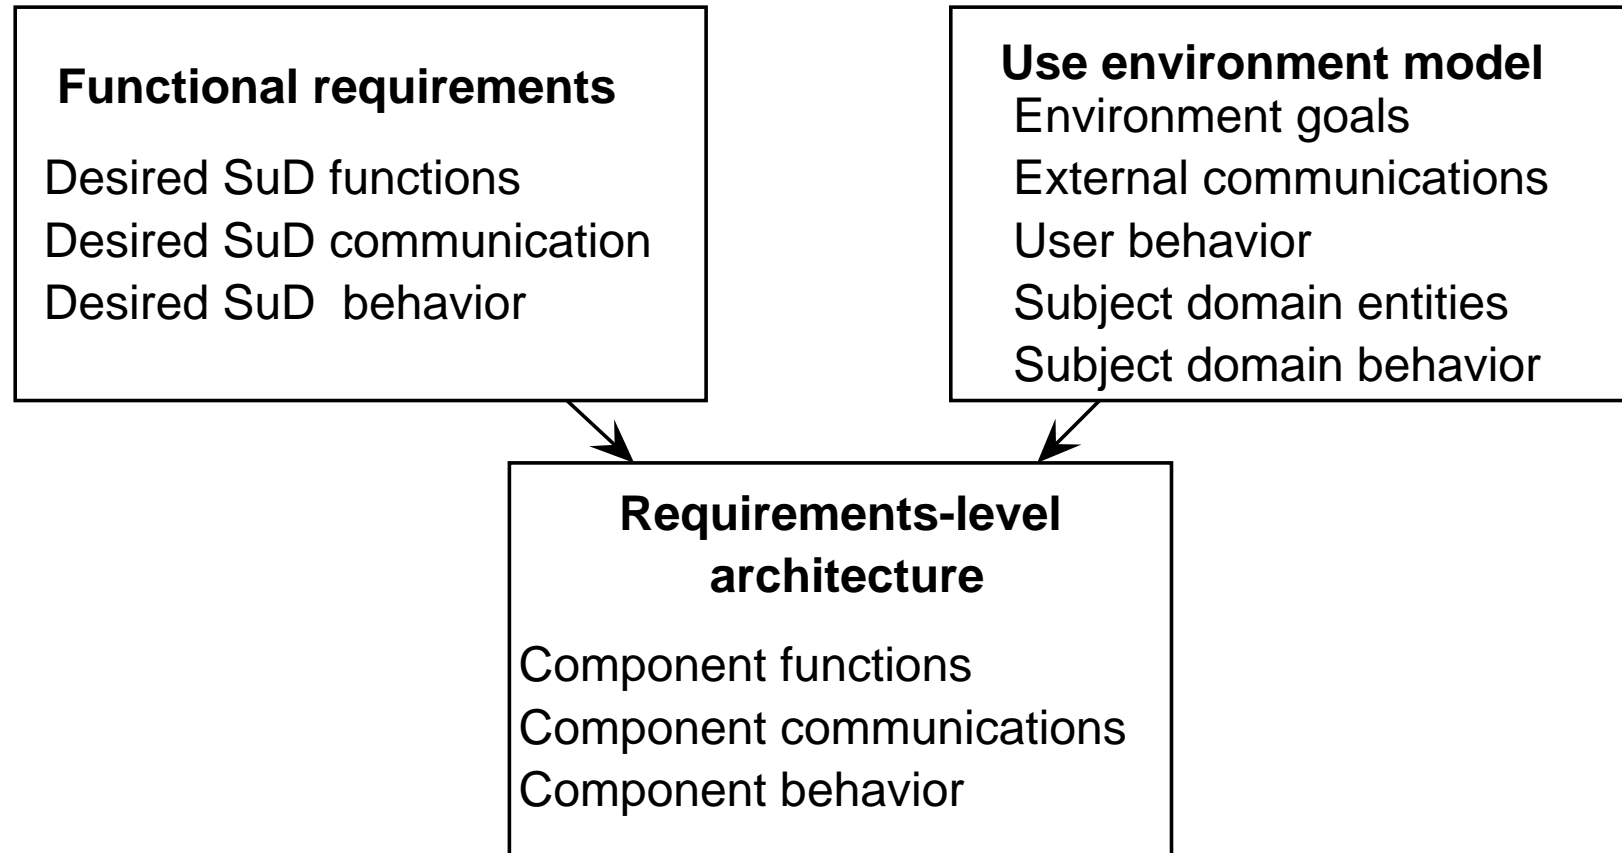 Functional requirements
Desired SuD functions
Desired SuD communication
Desired SuD behavior
Use environment model
Environment goals
External communications
User behavior
Subject domain entities
Subject domain behavior
Requirements-level
architecture
Component functions
Component communications
Component behavior